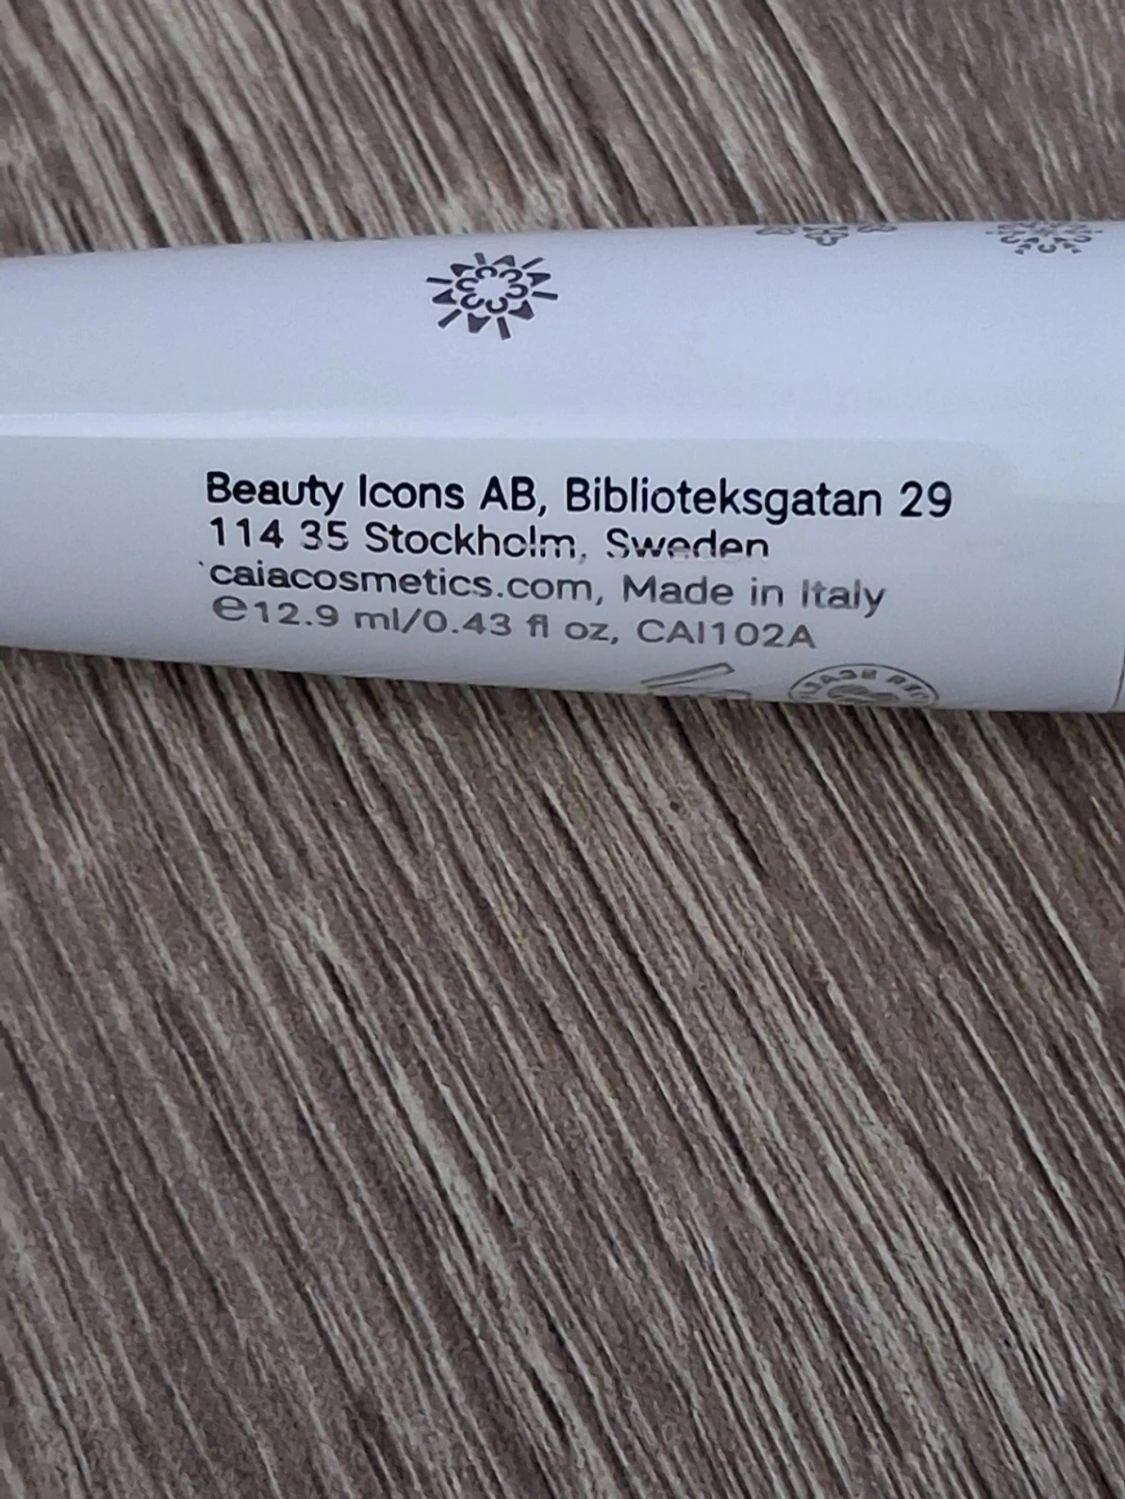 Beauty Icons AB, Biblioteksgatan 29
114 35 Stockholm, Sweden
caiacosmetics.com, Made in Italy
℮12.9 ml/0.43 fl oz, CAI102A